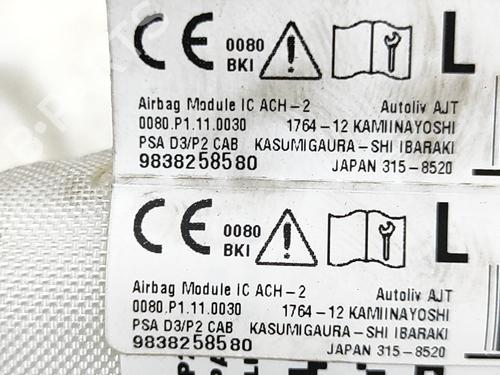 CE 0080 L
BKI
Airbag Module IC ACH-2 Autoliv AJT
0080.P1.11.0030 1764-12 KAMIINAYOSHI
PSA D3/P2 CAB KASUMIGAURA-SHI IBARAKI
9838258580 JAPAN 315-8520
CE 0080 L
BKI
Airbag Module IC ACH-2 Autoliv AJT
0080.P1.11.0030 1764-12 KAMIINAYOSHI
PSA D3/P2 CAB KASUMIGAURA-SHI IBARAKI
9838258580 JAPAN 315-8520